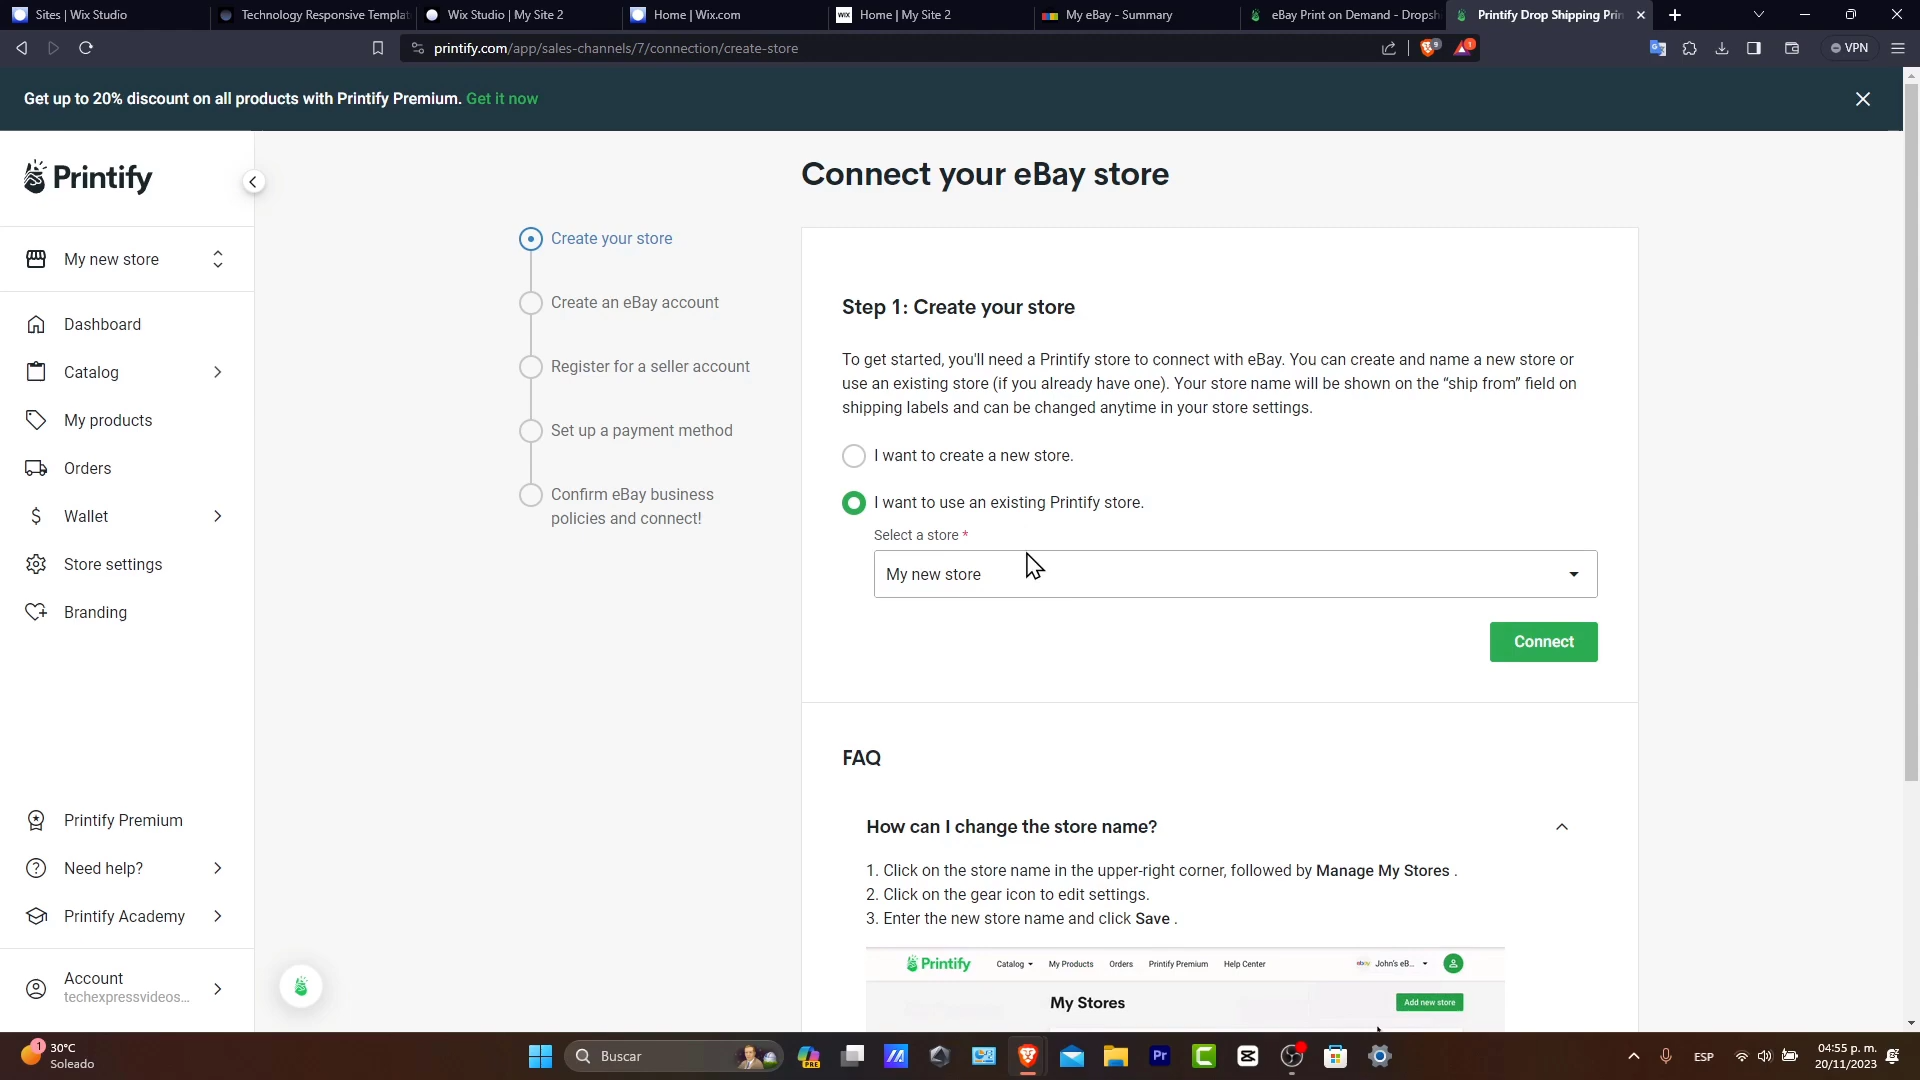 Sites | Wix Studio
Technology Responsive Templat
Wix Studio | My Site 2
Home | Wix.com
WIX
Home | My Site 2
My eBay - Summary
eBay Print on Demand - Dropsh
Printify Drop Shipping Prin
printify.com/app/sales-channels/7/connection/create-store
9
1
VPN
Get up to 20% discount on all products with Printify Premium. Get it now
Printify
My new store
Dashboard
Catalog
My products
Orders
Wallet
Store settings
Branding
Printify Premium
Need help?
Printify Academy
Account
techexpressvideos...
Connect your eBay store
Create your store
Create an eBay account
Register for a seller account
Set up a payment method
Confirm eBay business
policies and connect!
Step 1: Create your store
To get started, you'll need a Printify store to connect with eBay. You can create and name a new store or
use an existing store (if you already have one). Your store name will be shown on the “ship from” field on
shipping labels and can be changed anytime in your store settings.
I want to create a new store.
I want to use an existing Printify store.
Select a store *
My new store
Connect
FAQ
How can I change the store name?
1. Click on the store name in the upper-right corner, followed by Manage My Stores .
2. Click on the gear icon to edit settings.
3. Enter the new store name and click Save .
Printify
Catalog
My Products
Orders
Printify Premium
Help Center
ebay
John's eB...
My Stores
Add new store
1
30°C
Soleado
Buscar
PRE
Pr
ESP
04:55 p. m.
20/11/2023